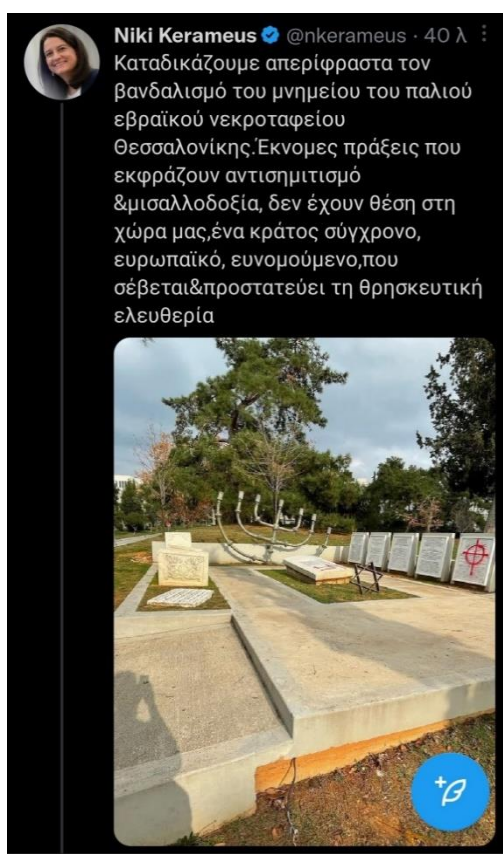 Niki Kerameus @nkerameus · 40 λ
Καταδικάζουμε απερίφραστα τον
βανδαλισμό του μνημείου του παλιού
εβραϊκού νεκροταφείου
Θεσσαλονίκης.Έκνομες πράξεις που
εκφράζουν αντισημιτισμό
&μισαλλοδοξία, δεν έχουν θέση στη
χώρα μας,ένα κράτος σύγχρονο,
ευρωπαϊκό, ευνομούμενο,που
σέβεται&προστατεύει τη θρησκευτική
ελευθερία